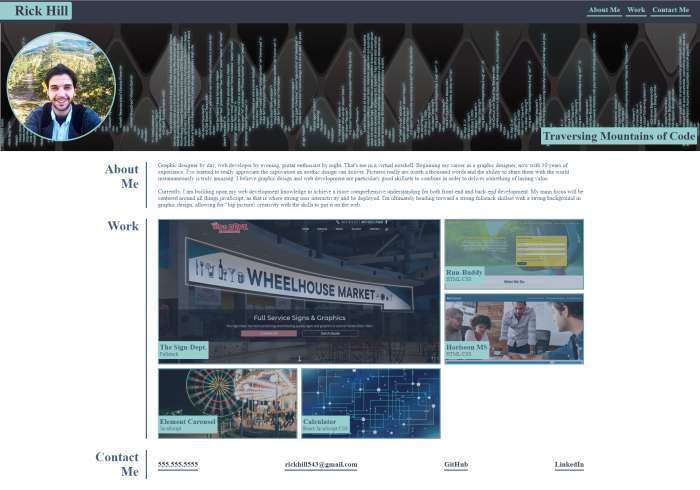 Rick Hill
About Me Work Contact Me
Traversing Mountains of Code
About
Me
Graphic designer by day, web developer by evening, guitar enthusiast by night. That's me in a virtual nutshell. Beginning my career as a graphic designer, now with 10 years of
experience, I've learned to really appreciate the captivation an aesthic design can deliver. Pictures really are worth a thousand words and the ability to share them with the world
instantaneously is truly amazing. I believe graphic design and web development are particulary good skillsets to combine in order to deliver something of lasting value.
Currently, I am building upon my web development knowledge to achieve a more comprehensive understanding for both front-end and back-end development. My main focus will be
centered around all things JavaScript, as that is where strong user interactivity and be deployed. I'm ultimately heading toward a strong fullstack skillset with a strong background in
graphic design, allowing for "big-picture" creativity with the skills to put it on the web.
Work
The Sign Dept.
WHEELHOUSE MARKET
Full Service Signs & Graphics
The Sign Dept.
Fullstack
Run-Buddy
HTML/CSS
What We Do
Horiseon MS
HTML/CSS
Element Carousel
JavaScript
Calculator
React/JavaScript/CSS
Contact
Me
555.555.5555
rickhill543@gmail.com
GitHub
LinkedIn